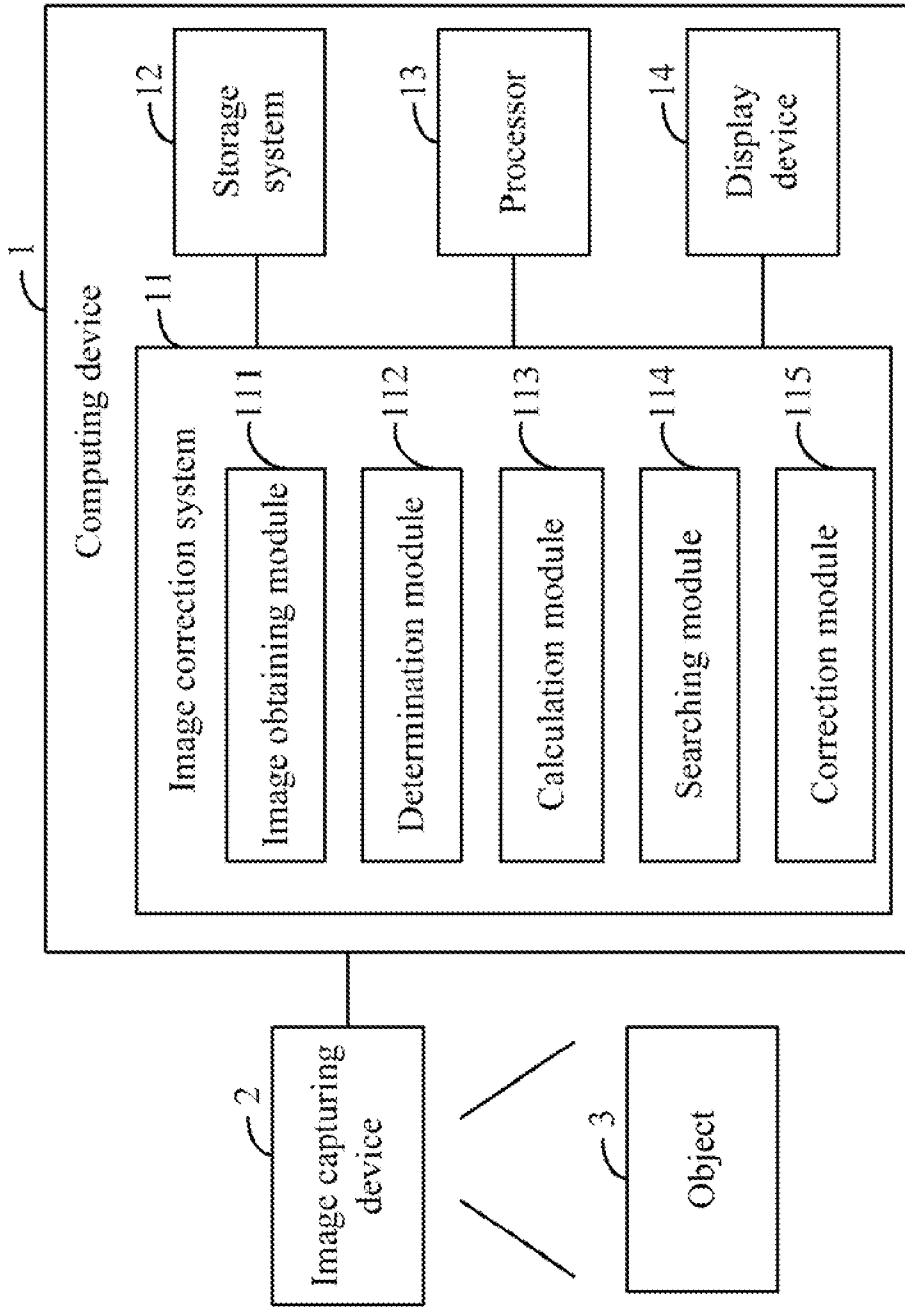 1
Computing device
11
Image correction system
Image obtaining module
111
Determination module
112
Calculation module
113
Searching module
114
Correction module
115
Storage
system
12
Processor
13
Display
device
14
Image capturing
device
2
Object
3